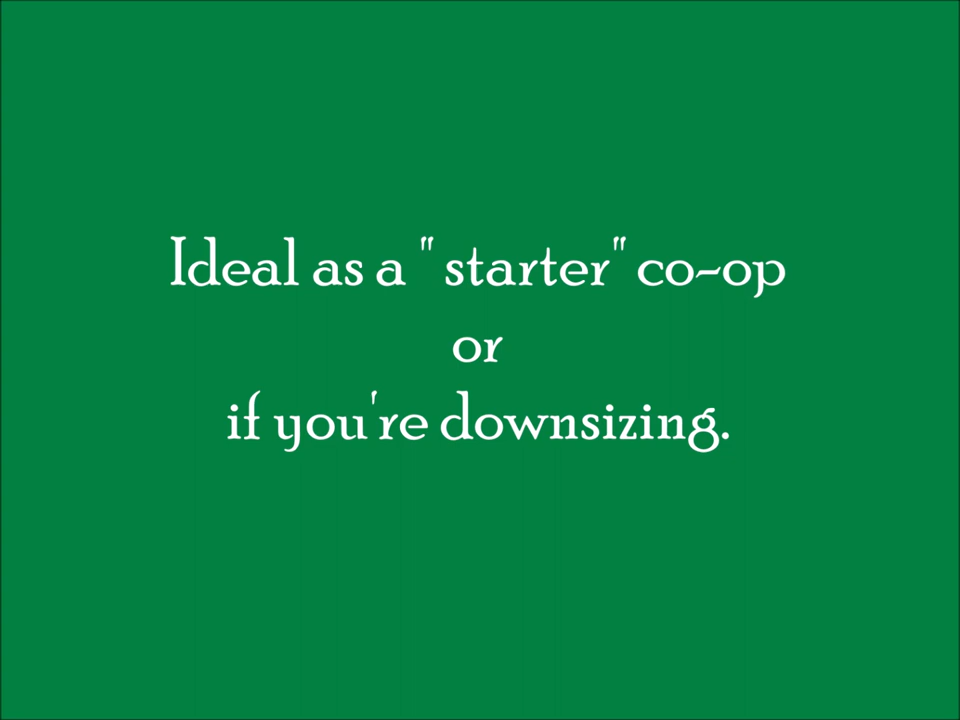 Ideal as a " starter" co-op
or
if you're downsizing.